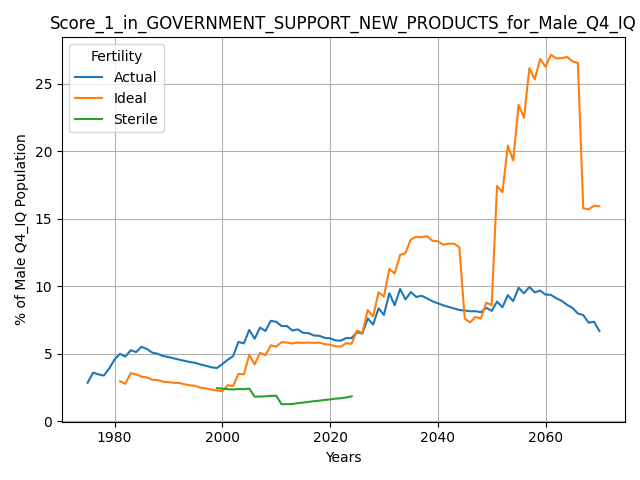 Score_1_in_GOVERNMENT_SUPPORT_NEW_PRODUCTS_for_Male_Q4_IQ
Fertility
Actual
Ideal
Sterile
% of Male Q4_IQ Population
25
20
15
10
5
0
1980 2000 2020 2040 2060
Years